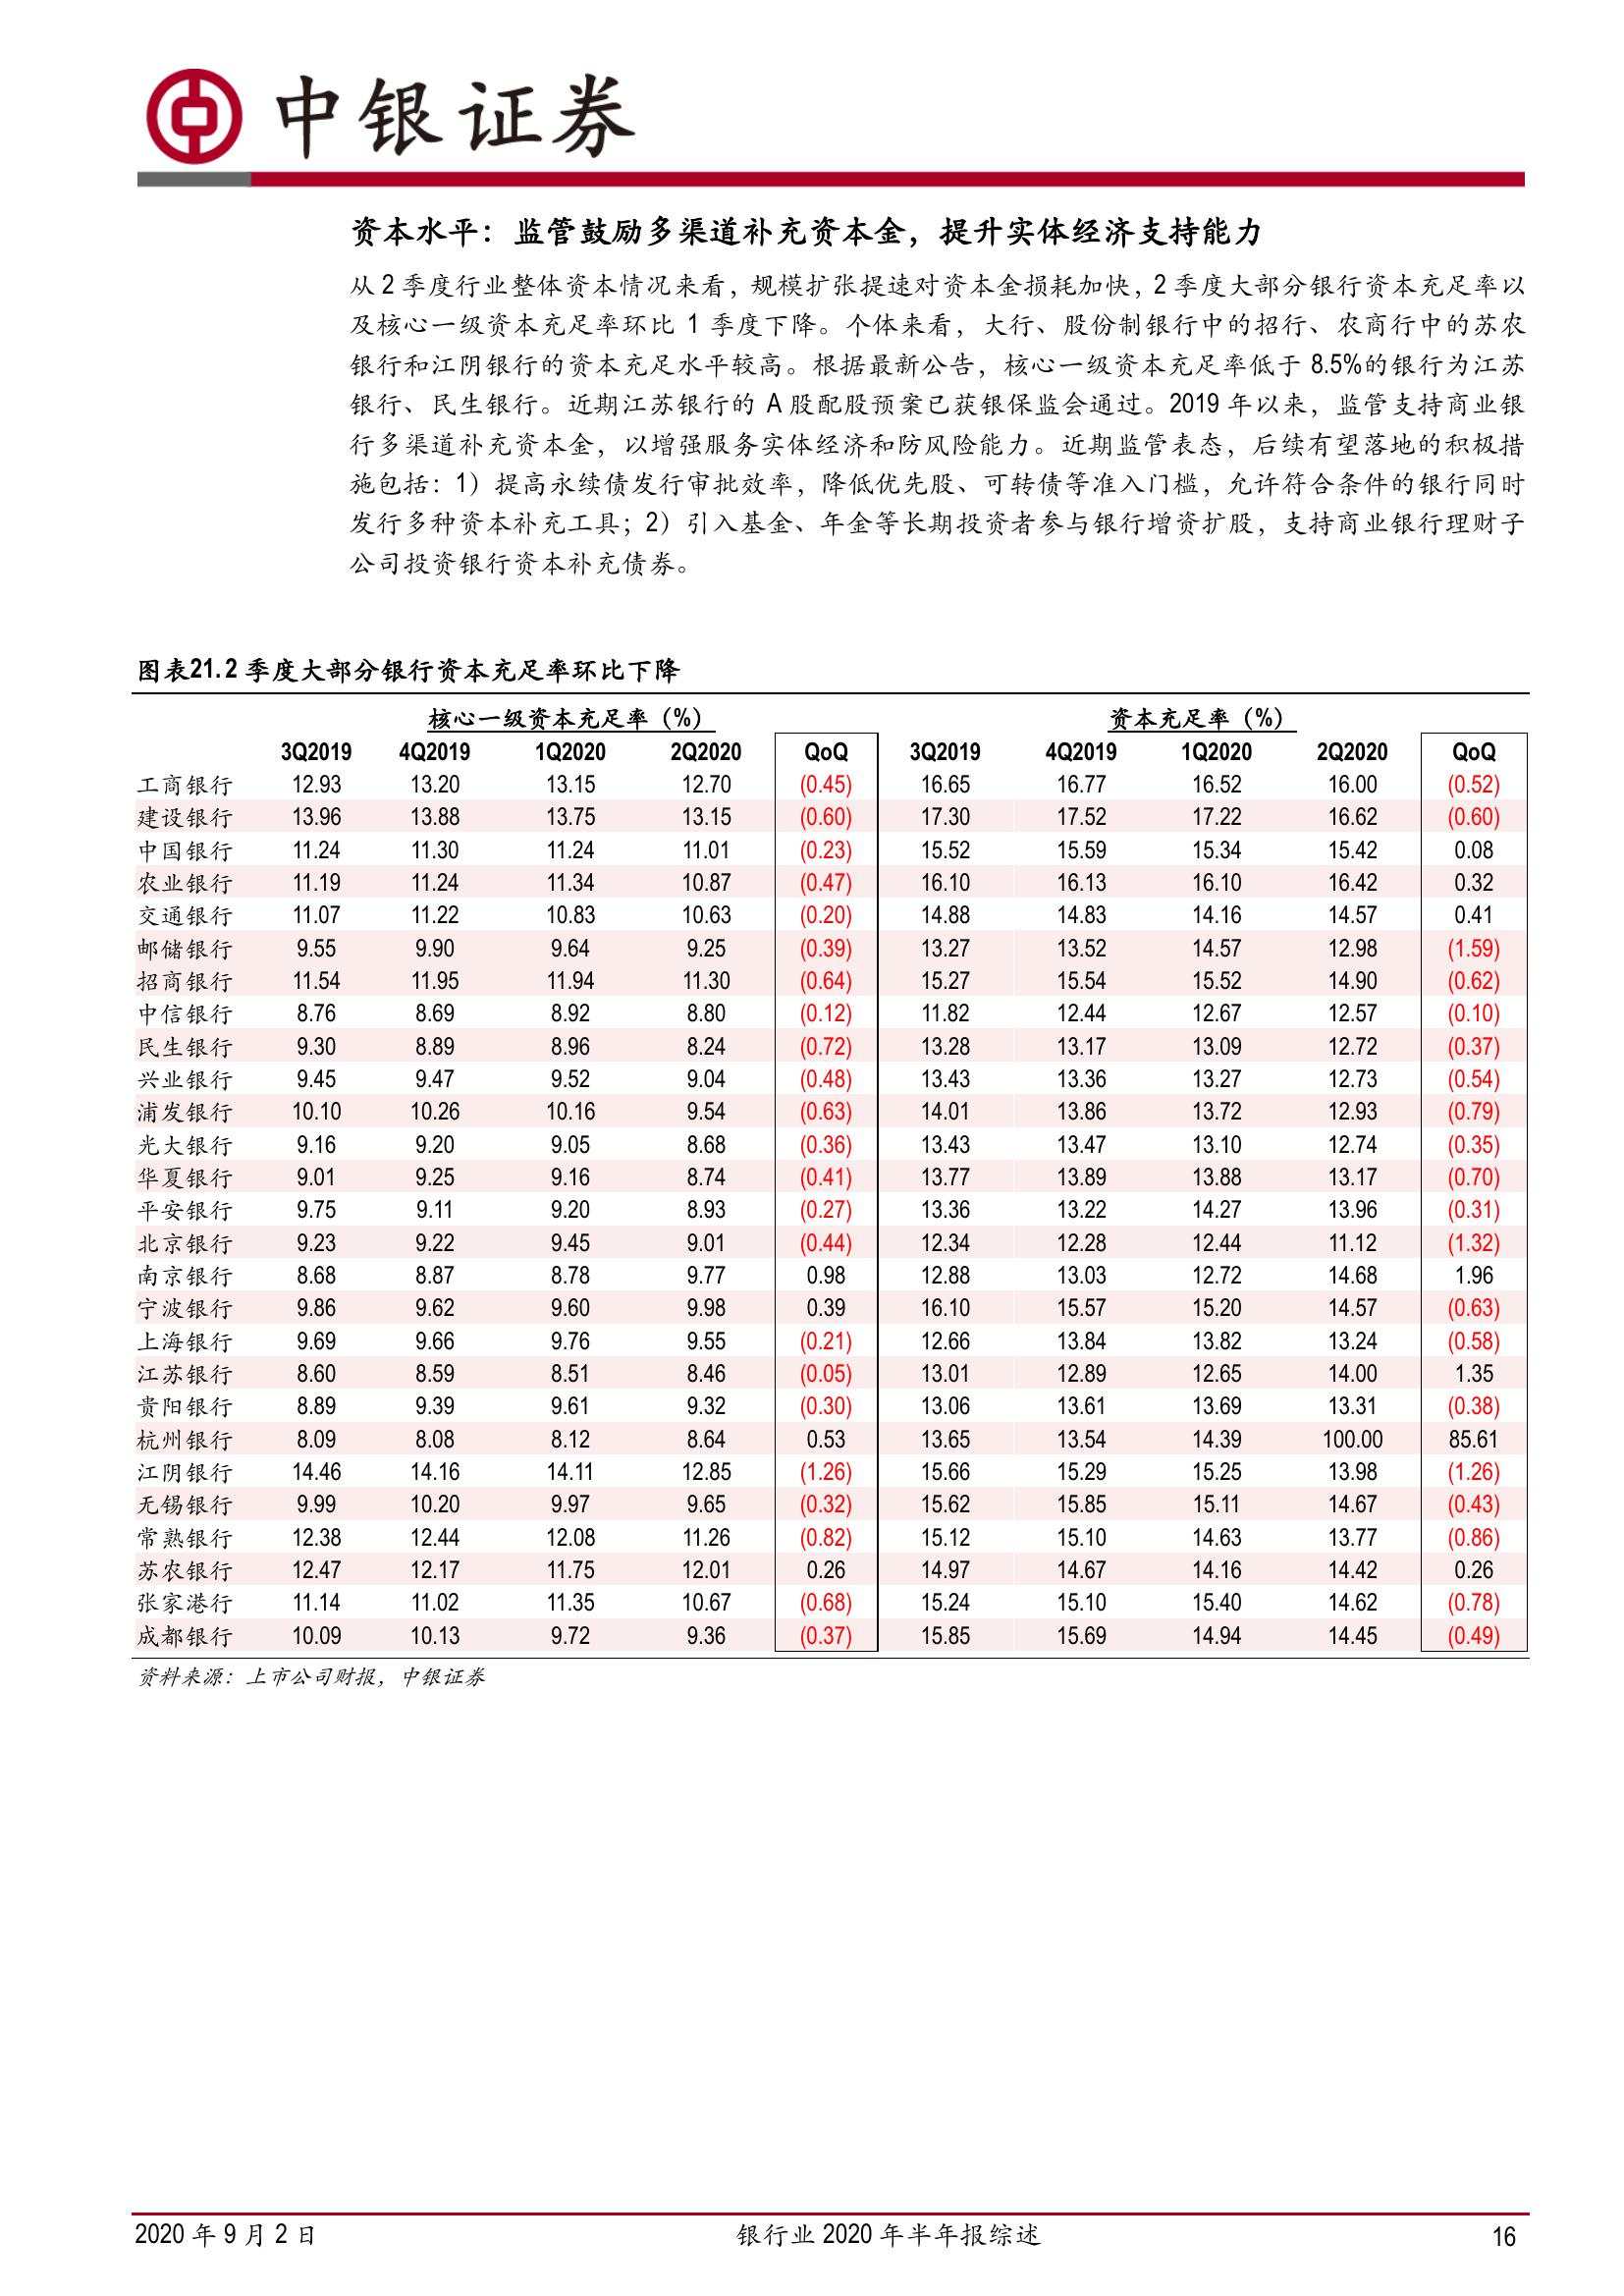 中银证券
资本水平：监管鼓励多渠道补充资本金，提升实体经济支持能力
从 2 季度行业整体资本情况来看，规模扩张提速对资本金损耗加快，2 季度大部分银行资本充足率以
及核心一级资本充足率环比 1 季度下降。个体来看，大行、股份制银行中的招行、农商行中的苏农
银行和江阴银行的资本充足水平较高。根据最新公告，核心一级资本充足率低于 8.5%的银行为江苏
银行、民生银行。近期江苏银行的 A 股配股预案已获银保监会通过。2019 年以来，监管支持商业银
行多渠道补充资本金，以增强服务实体经济和防风险能力。近期监管表态，后续有望落地的积极措
施包括：1）提高永续债发行审批效率，降低优先股、可转债等准入门槛，允许符合条件的银行同时
发行多种资本补充工具；2）引入基金、年金等长期投资者参与银行增资扩股，支持商业银行理财子
公司投资银行资本补充债券。
图表21. 2 季度大部分银行资本充足率环比下降
核心一级资本充足率（%） 资本充足率（%）
3Q2019 4Q2019 1Q2020 2Q2020 QoQ 3Q2019 4Q2019 1Q2020 2Q2020 QoQ
工商银行 12.93 13.20 13.15 12.70 (0.45) 16.65 16.77 16.52 16.00 (0.52)
建设银行 13.96 13.88 13.75 13.15 (0.60) 17.30 17.52 17.22 16.62 (0.60)
中国银行 11.24 11.30 11.24 11.01 (0.23) 15.52 15.59 15.34 15.42 0.08
农业银行 11.19 11.24 11.34 10.87 (0.47) 16.10 16.13 16.10 16.42 0.32
交通银行 11.07 11.22 10.83 10.63 (0.20) 14.88 14.83 14.16 14.57 0.41
邮储银行 9.55 9.90 9.64 9.25 (0.39) 13.27 13.52 14.57 12.98 (1.59)
招商银行 11.54 11.95 11.94 11.30 (0.64) 15.27 15.54 15.52 14.90 (0.62)
中信银行 8.76 8.69 8.92 8.80 (0.12) 11.82 12.44 12.67 12.57 (0.10)
民生银行 9.30 8.89 8.96 8.24 (0.72) 13.28 13.17 13.09 12.72 (0.37)
兴业银行 9.45 9.47 9.52 9.04 (0.48) 13.43 13.36 13.27 12.73 (0.54)
浦发银行 10.10 10.26 10.16 9.54 (0.63) 14.01 13.86 13.72 12.93 (0.79)
光大银行 9.16 9.20 9.05 8.68 (0.36) 13.43 13.47 13.10 12.74 (0.35)
华夏银行 9.01 9.25 9.16 8.74 (0.41) 13.77 13.89 13.88 13.17 (0.70)
平安银行 9.75 9.11 9.20 8.93 (0.27) 13.36 13.22 14.27 13.96 (0.31)
北京银行 9.23 9.22 9.45 9.01 (0.44) 12.34 12.28 12.44 11.12 (1.32)
南京银行 8.68 8.87 8.78 9.77 0.98 12.88 13.03 12.72 14.68 1.96
宁波银行 9.86 9.62 9.60 9.98 0.39 16.10 15.57 15.20 14.57 (0.63)
上海银行 9.69 9.66 9.76 9.55 (0.21) 12.66 13.84 13.82 13.24 (0.58)
江苏银行 8.60 8.59 8.51 8.46 (0.05) 13.01 12.89 12.65 14.00 1.35
贵阳银行 8.89 9.39 9.61 9.32 (0.30) 13.06 13.61 13.69 13.31 (0.38)
杭州银行 8.09 8.08 8.12 8.64 0.53 13.65 13.54 14.39 100.00 85.61
江阴银行 14.46 14.16 14.11 12.85 (1.26) 15.66 15.29 15.25 13.98 (1.26)
无锡银行 9.99 10.20 9.97 9.65 (0.32) 15.62 15.85 15.11 14.67 (0.43)
常熟银行 12.38 12.44 12.08 11.26 (0.82) 15.12 15.10 14.63 13.77 (0.86)
苏农银行 12.47 12.17 11.75 12.01 0.26 14.97 14.67 14.16 14.42 0.26
张家港行 11.14 11.02 11.35 10.67 (0.68) 15.24 15.10 15.40 14.62 (0.78)
成都银行 10.09 10.13 9.72 9.36 (0.37) 15.85 15.69 14.94 14.45 (0.49)
资料来源：上市公司财报，中银证券
2020 年 9 月 2 日 银行业 2020 年半年报综述 16